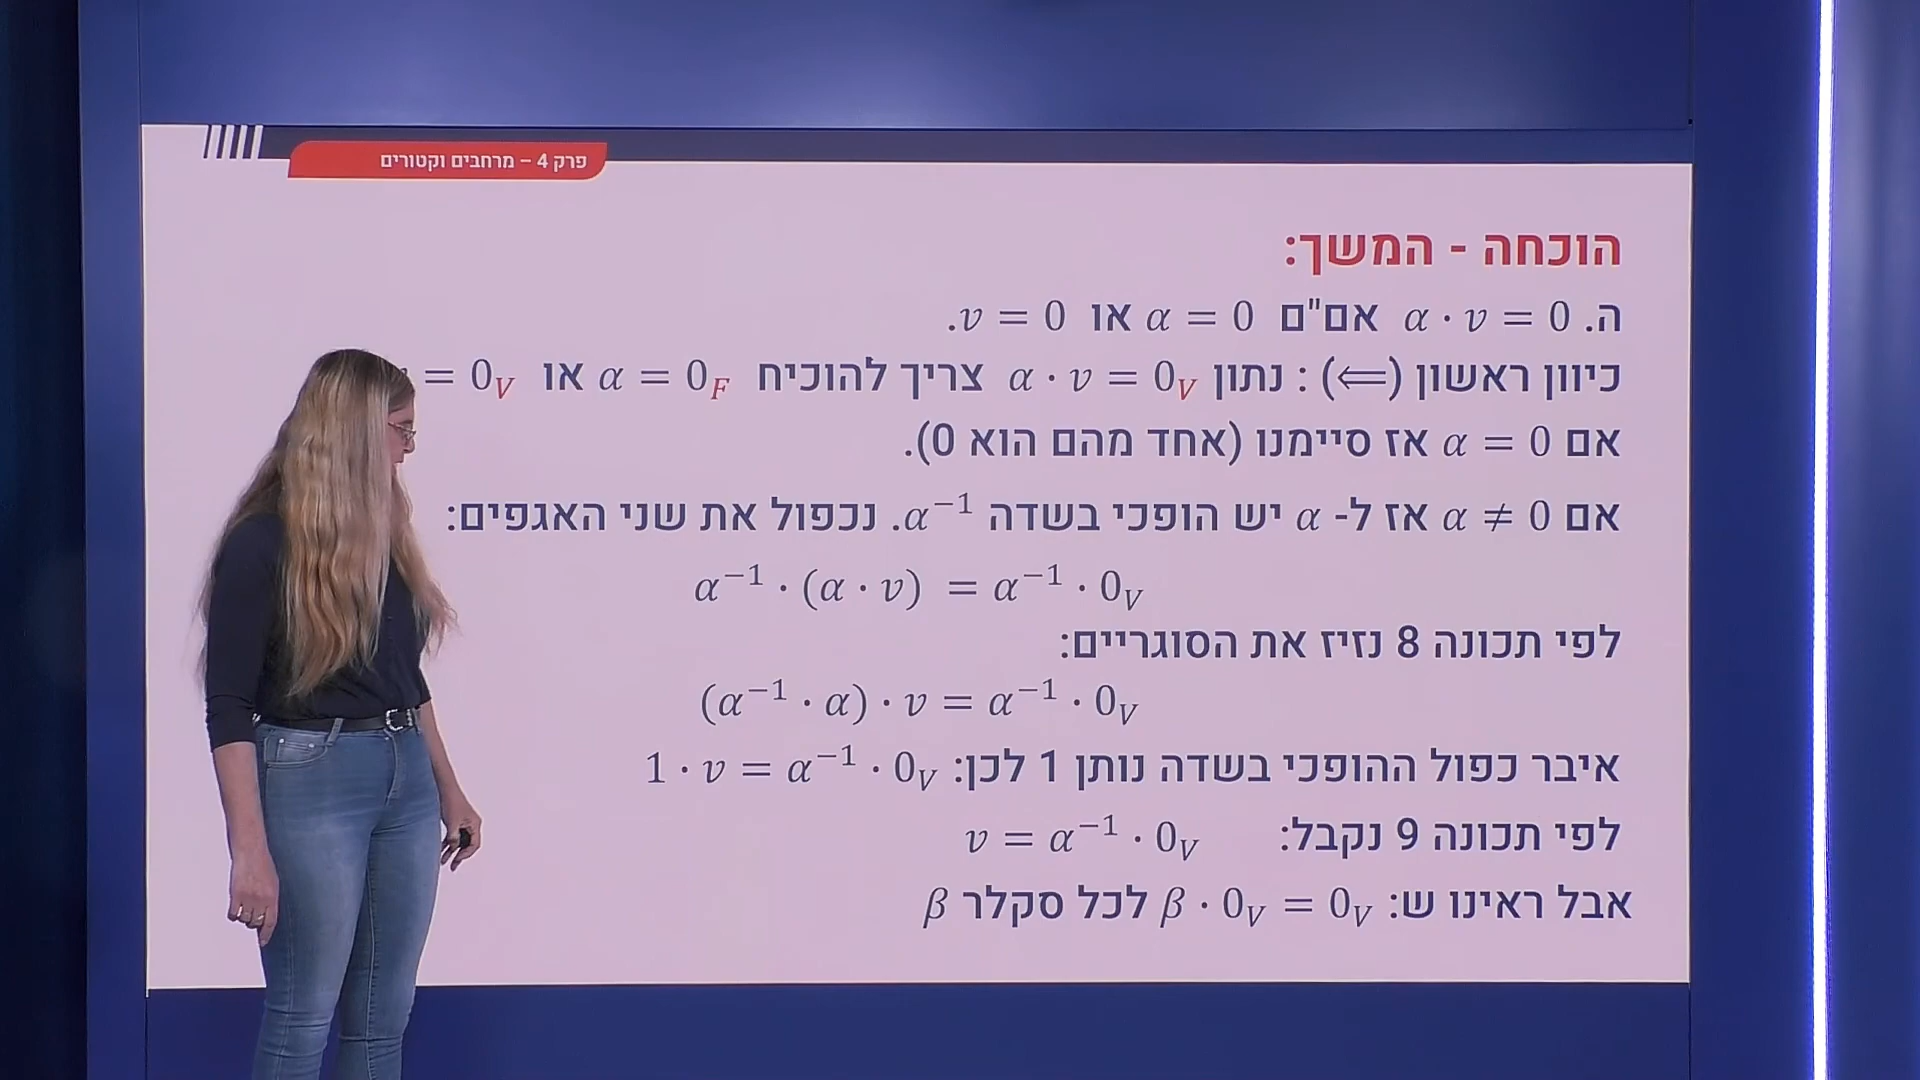 פרק 4 – מרחבים וקטורים
הוכחה - המשך:
ה. α · v = 0 אם"ם α = 0 או v = 0.
כיוון ראשון (⟸) : נתון α · v = 0_V צריך להוכיח α = 0_F או = 0_V
אם α = 0 אז סיימנו (אחד מהם הוא 0).
אם α ≠ 0 אז ל- α יש הופכי בשדה α⁻¹. נכפול את שני האגפים:
α⁻¹ · (α · v) = α⁻¹ · 0_V
לפי תכונה 8 נזיז את הסוגריים:
(α⁻¹ · α) · v = α⁻¹ · 0_V
איבר כפול ההופכי בשדה נותן 1 לכן: 1 · v = α⁻¹ · 0_V
לפי תכונה 9 נקבל: v = α⁻¹ · 0_V
אבל ראינו ש: β · 0_V = 0_V לכל סקלר β